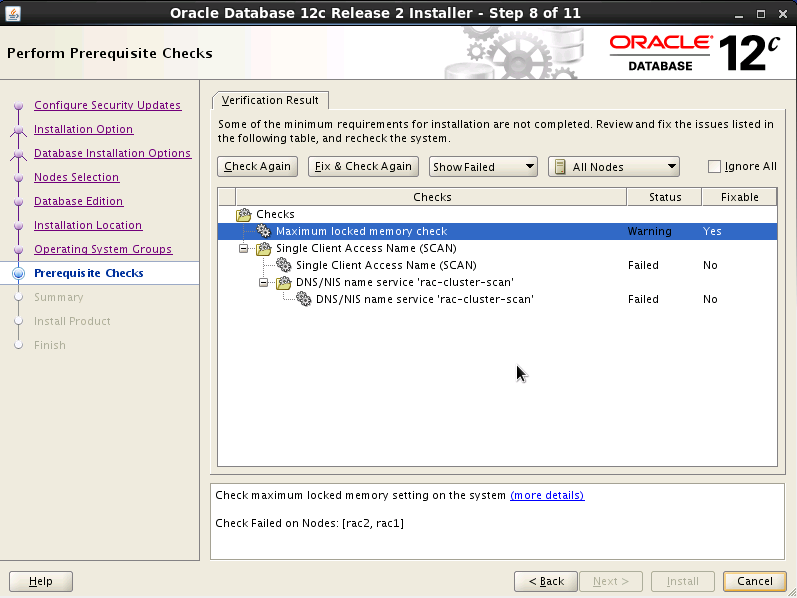 Oracle Database 12c Release 2 Installer - Step 8 of 11
Perform Prerequisite Checks
ORACLE
DATABASE
12c
Configure Security Updates
Installation Option
Database Installation Options
Nodes Selection
Database Edition
Installation Location
Operating System Groups
Prerequisite Checks
Summary
Install Product
Finish
Verification Result
Some of the minimum requirements for installation are not completed. Review and fix the issues listed in
the following table, and recheck the system.
Check Again
Fix & Check Again
Show Failed
All Nodes
Ignore All
Checks Status Fixable
Checks
Maximum locked memory check Warning Yes
Single Client Access Name (SCAN)
Single Client Access Name (SCAN) Failed No
DNS/NIS name service 'rac-cluster-scan'
DNS/NIS name service 'rac-cluster-scan' Failed No
Check maximum locked memory setting on the system (more details)
Check Failed on Nodes: [rac2, rac1]
Help
< Back
Next >
Install
Cancel